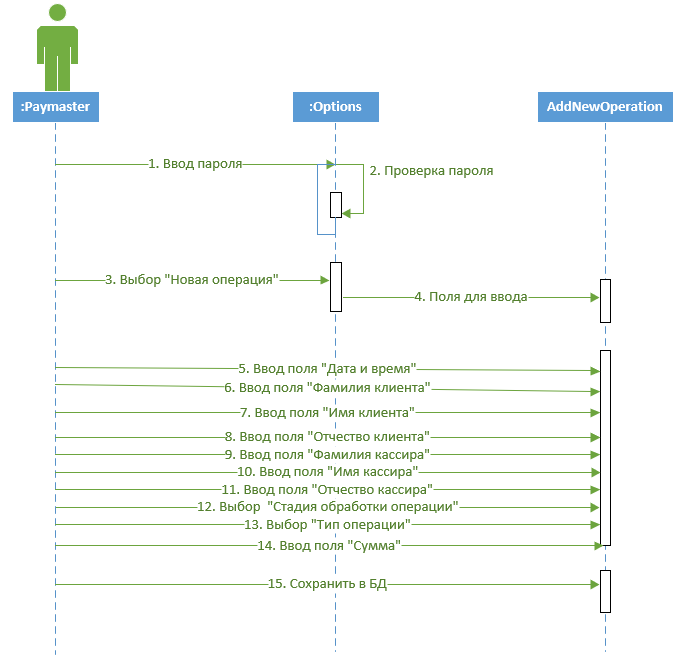 :Paymaster
:Options
AddNewOperation
1. Ввод пароля
2. Проверка пароля
3. Выбор "Новая операция"
4. Поля для ввода
5. Ввод поля "Дата и время"
6. Ввод поля "Фамилия клиента"
7. Ввод поля "Имя клиента"
8. Ввод поля "Отчество клиента"
9. Ввод поля "Фамилия кассира"
10. Ввод поля "Имя кассира"
11. Ввод поля "Отчество кассира"
12. Выбор  "Стадия обработки операции"
13. Выбор "Тип операции"
14. Ввод поля "Сумма"
15. Сохранить в БД